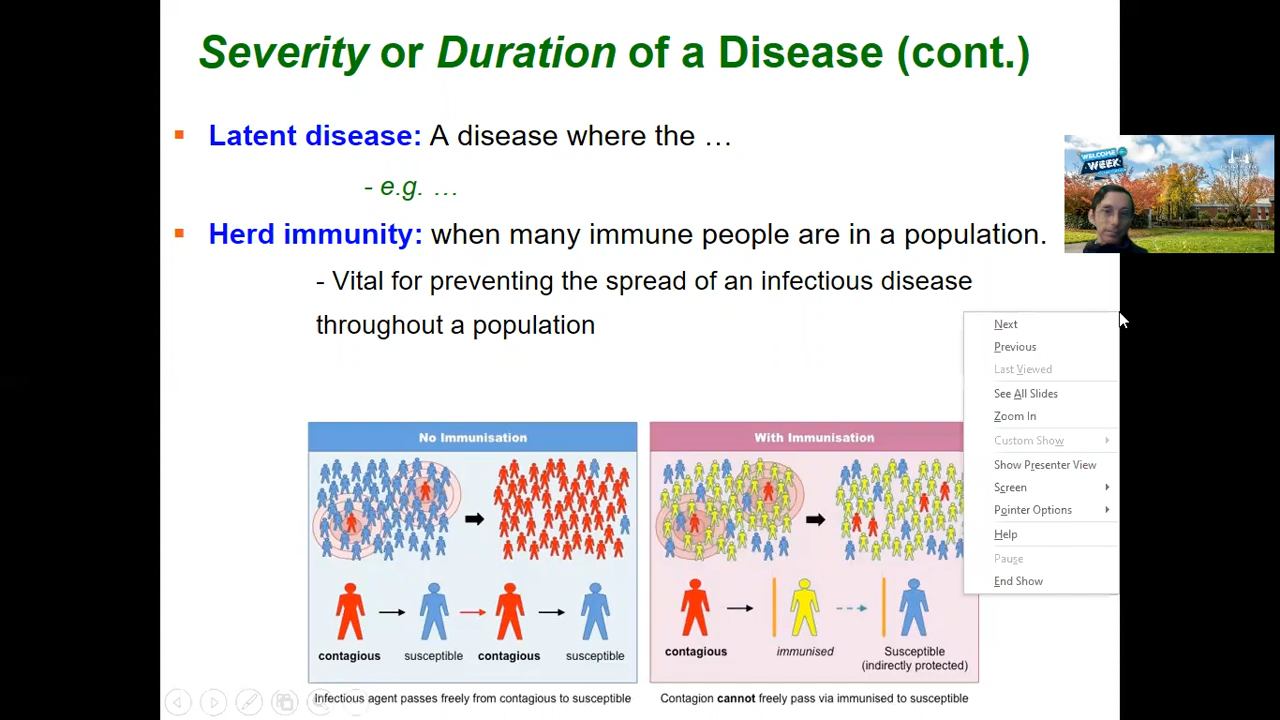 Severity or Duration of a Disease (cont.)
Latent disease: A disease where the …
- e.g. …
Herd immunity: when many immune people are in a population.
- Vital for preventing the spread of an infectious disease
throughout a population
WELCOME
WEEK
Next
Previous
Last Viewed
See All Slides
Zoom In
Custom Show
Show Presenter View
Screen
Pointer Options
Help
Pause
End Show
No Immunisation
contagious
susceptible
contagious
susceptible
Infectious agent passes freely from contagious to susceptible
With Immunisation
contagious
immunised
Susceptible
(indirectly protected)
Contagion cannot freely pass via immunised to susceptible